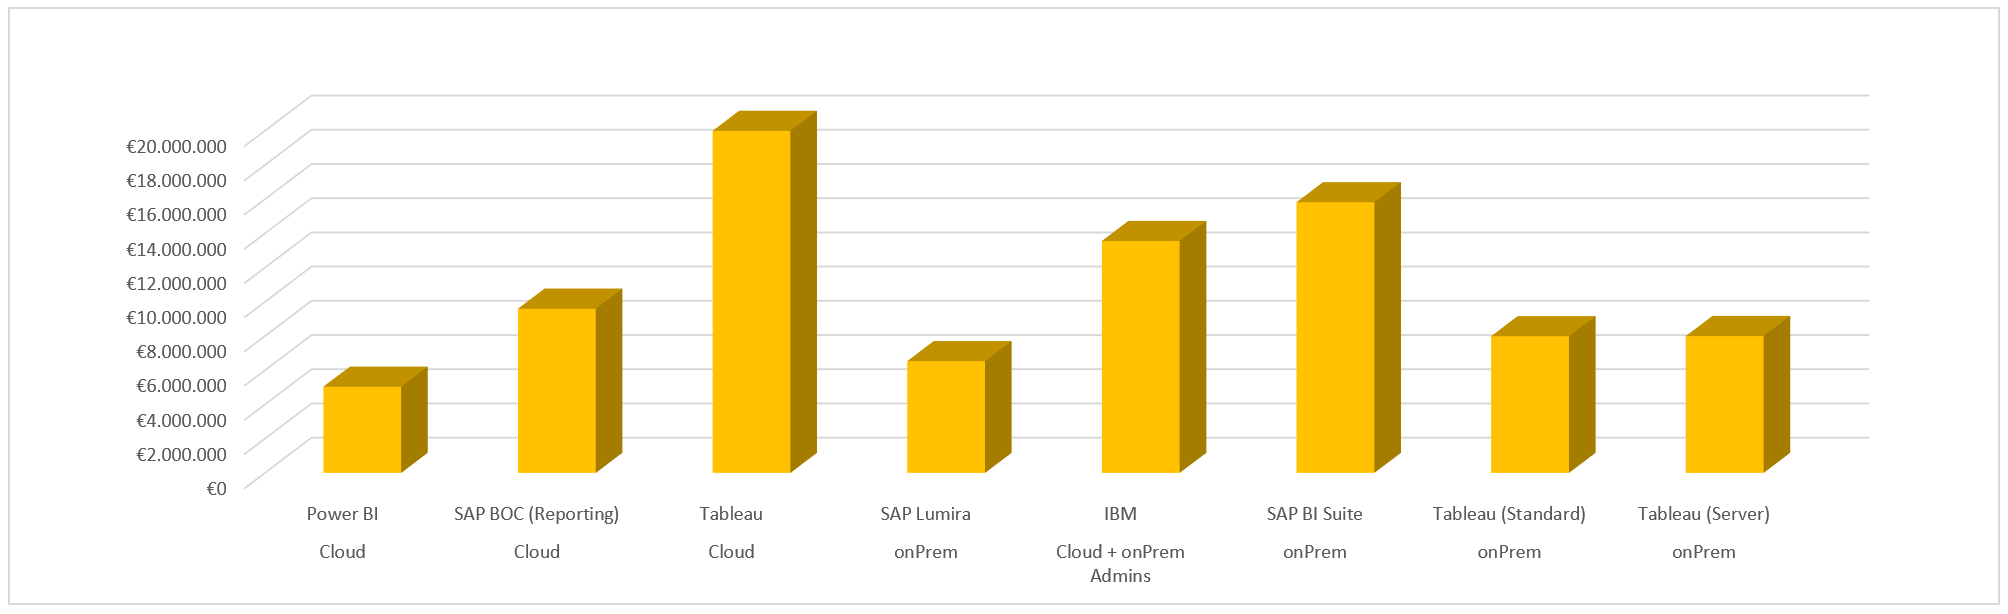 €20.000.000
€18.000.000
€16.000.000
€14.000.000
€12.000.000
€10.000.000
€8.000.000
€6.000.000
€4.000.000
€2.000.000
€0
Power BI
SAP BOC (Reporting)
Tableau
SAP Lumira
IBM
SAP BI Suite
Tableau (Standard)
Tableau (Server)
Cloud
Cloud
Cloud
onPrem
Cloud + onPrem
Admins
onPrem
onPrem
onPrem